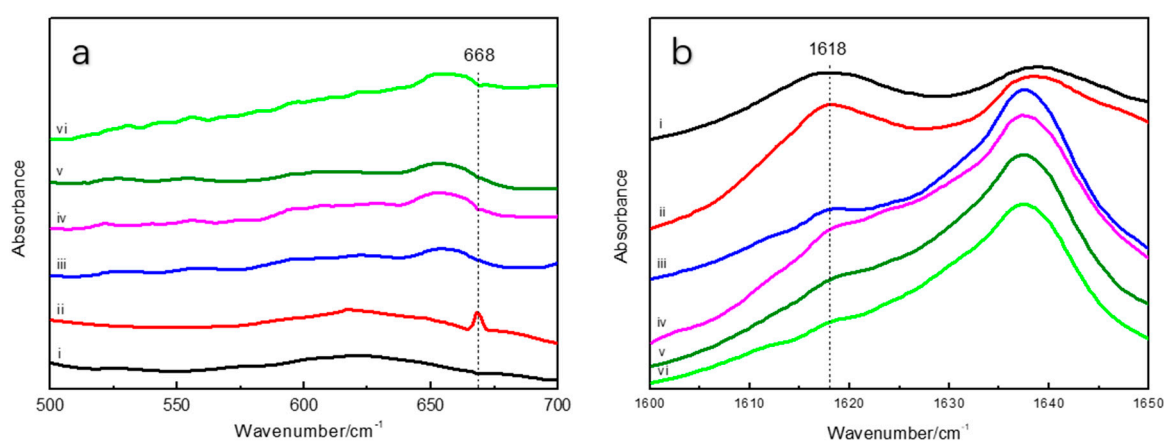 a
668
vi
v
iv
iii
ii
i
Absorbance
500 550 600 650 700
Wavenumber/cm⁻¹
b
1618
i
ii
iii
iv
v
vi
Absorbance
1600 1610 1620 1630 1640 1650
Wavenumber/cm⁻¹